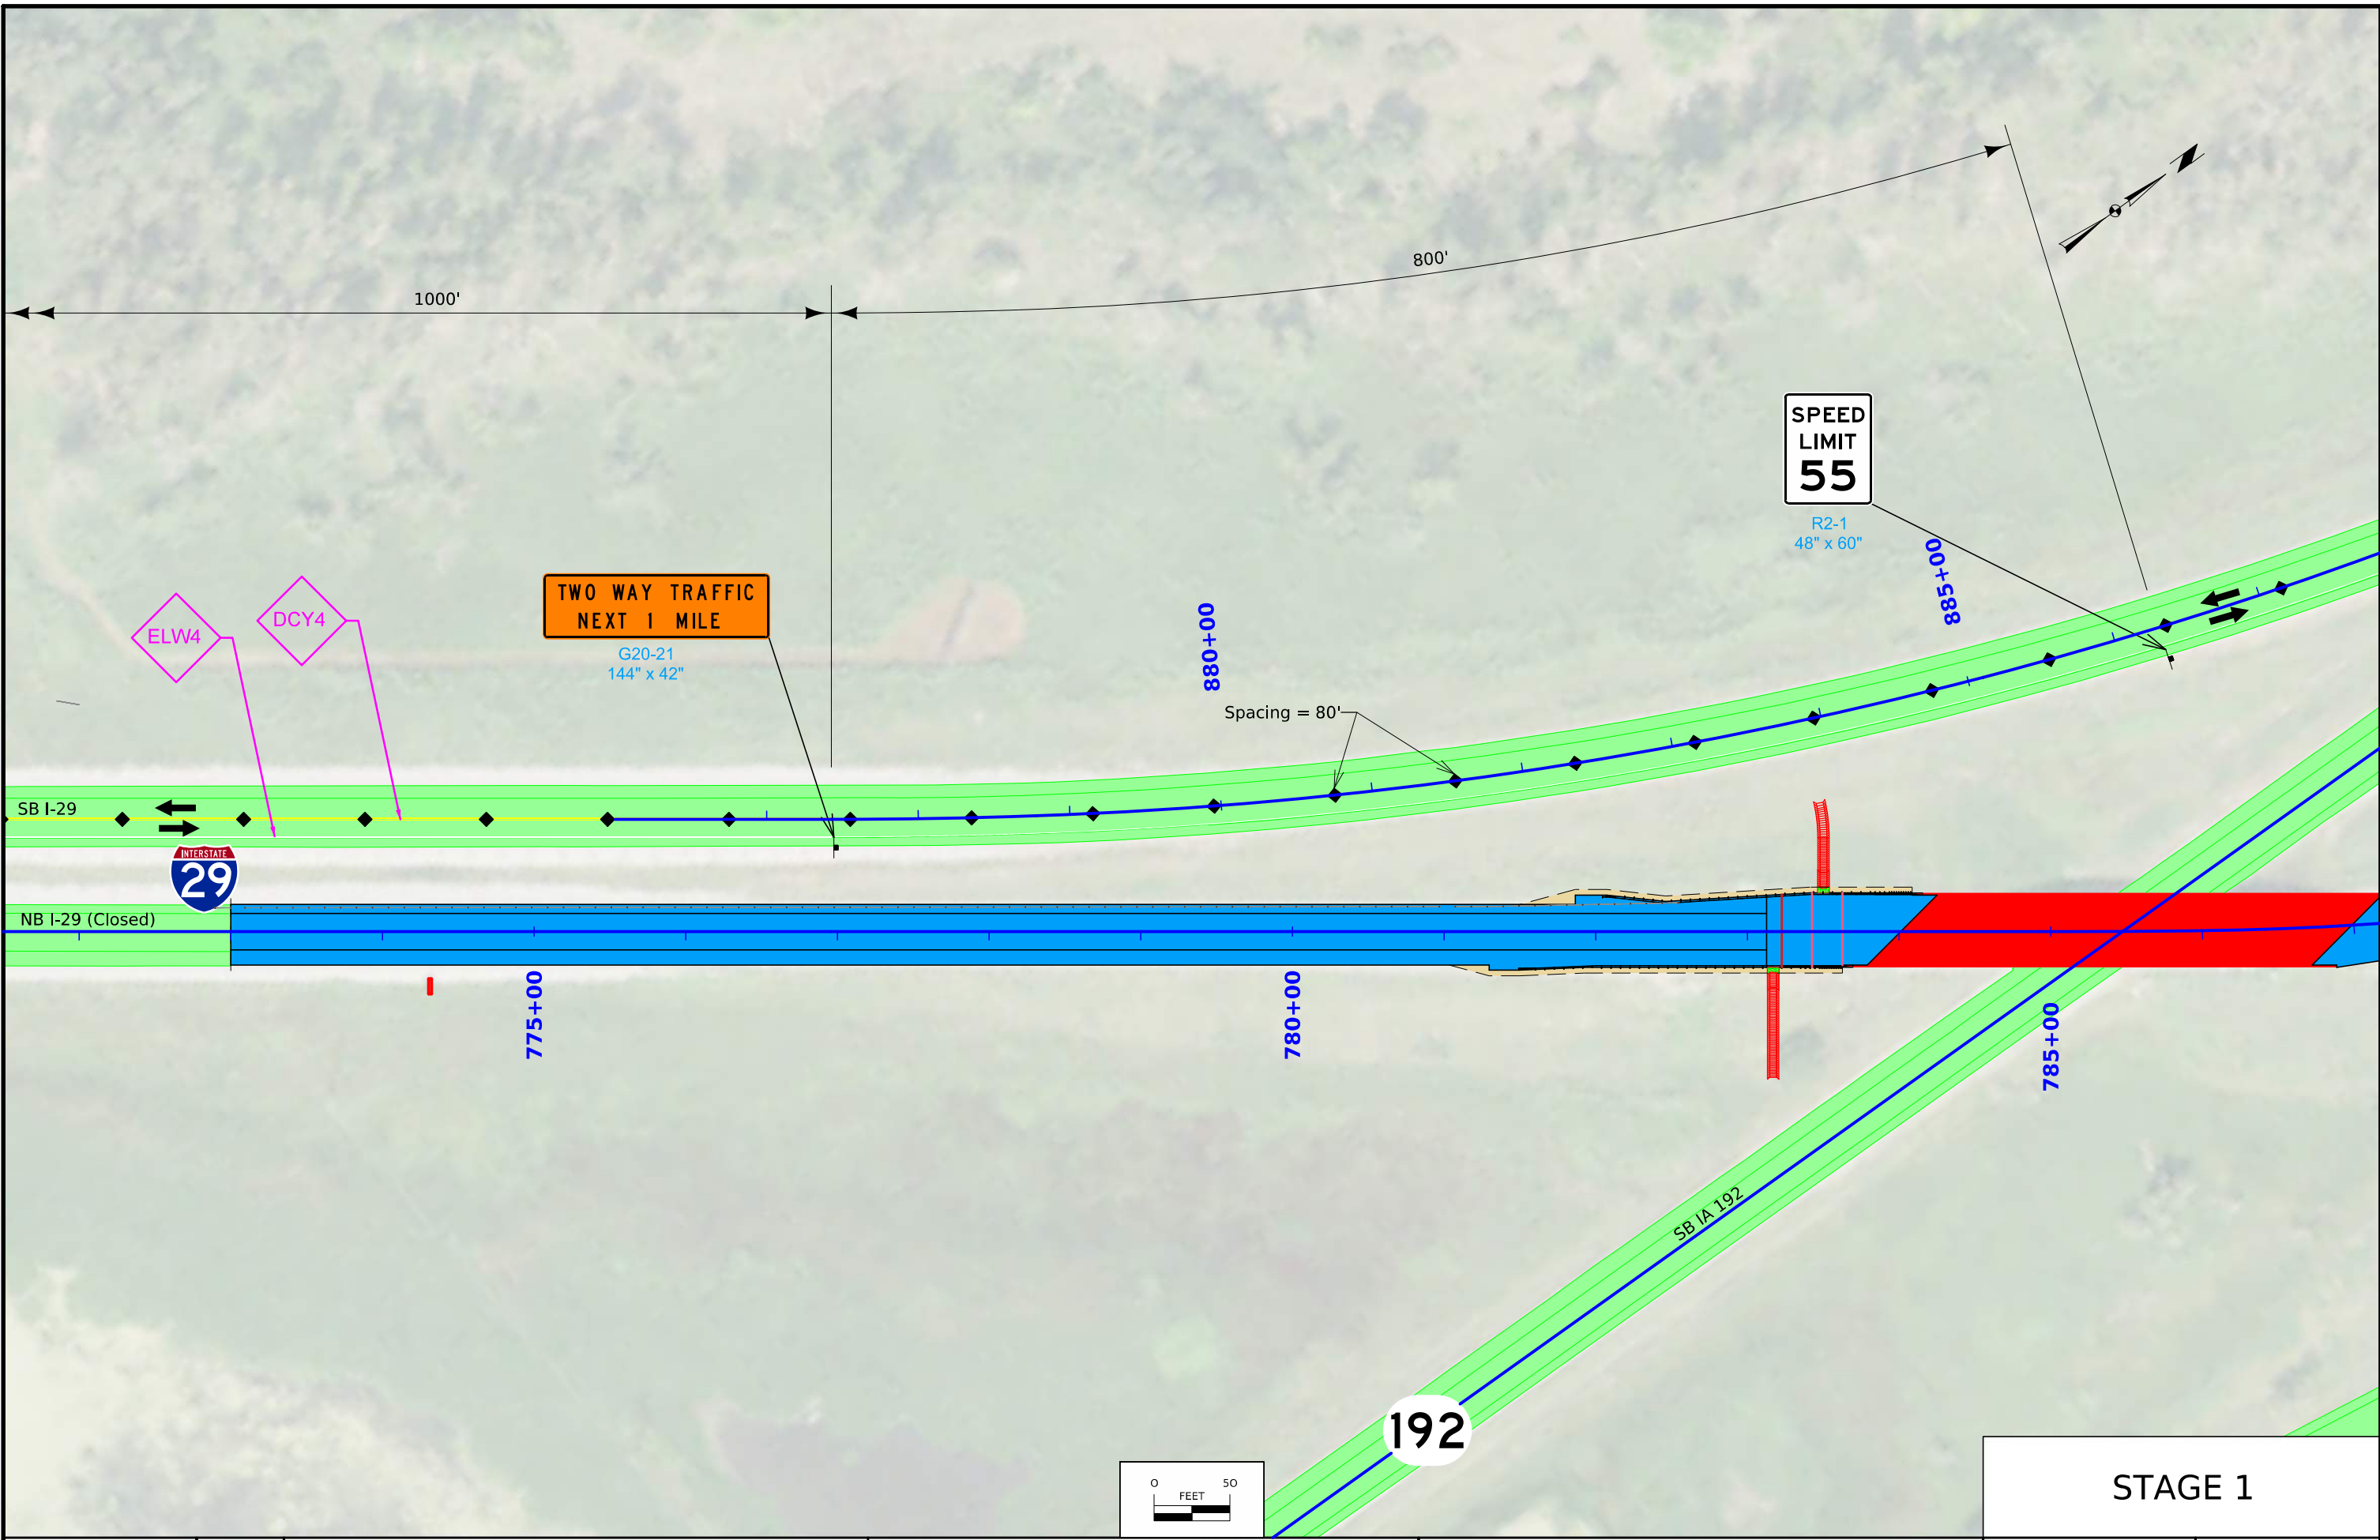 1000'
800'
SPEED
LIMIT
55
R2-1
48" x 60"
885+00
TWO WAY TRAFFIC
NEXT 1 MILE
G20-21
144" x 42"
ELW4
DCY4
880+00
Spacing = 80'
SB I-29
INTERSTATE
29
NB I-29 (Closed)
775+00
780+00
785+00
SB IA 192
192
0 50
FEET
STAGE 1